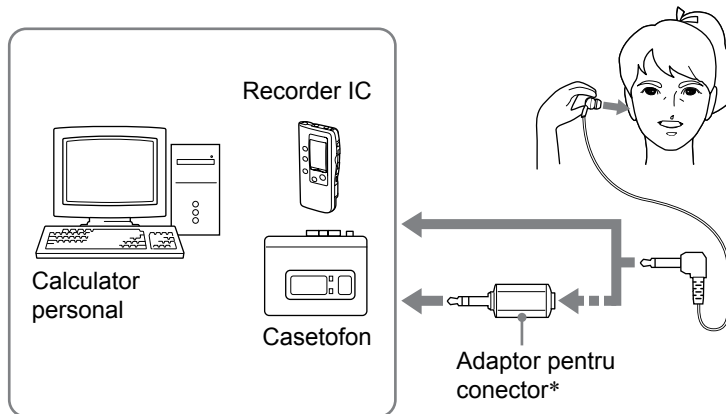 Recorder IC
Calculator
personal
Casetofon
Adaptor pentru
conector*